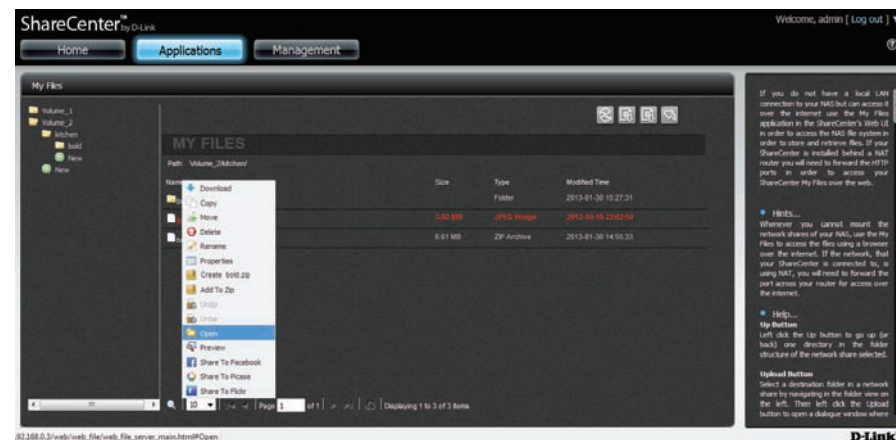 ShareCenter™ by D-Link
Welcome, admin [ Log out ]
Home
Applications
Management
My Files
Volume_1
Volume_2
kitchen
bold
New
New
MY FILES
Path: Volume_2/kitchen/
Name
Size
Type
Modified Time
Folder
2013-01-30 15:27:31
3.82 MB
JPEG Image
6.61 MB
ZIP Archive
2013-01-30 14:56:33
Download
Copy
Move
Delete
Rename
Properties
Create bold.zip
Add To Zip
Unzip
Untar
Open
Preview
Share To Facebook
Share To Picasa
Share To Flickr
10
Page 1 of 1
Displaying 1 to 3 of 3 items
If you do not have a local LAN
connection to your NAS but can access it
over the internet use the My Files
application in the ShareCenter's Web UI
in order to access the NAS file system in
order to store and retrieve files. If your
ShareCenter is installed behind a NAT
router you will need to forward the HTTP
ports in order to access your
ShareCenter My Files over the web.
Hints...
Whenever you cannot mount the
network shares of your NAS, use the My
Files to access the files using a browser
over the internet. If the network, that
your ShareCenter is connected to, is
using NAT, you will need to forward the
port across your router for access over
the internet.
Help...
Up Button
Left click the Up button to go up (or
back) one directory in the folder
structure of the network share selected.
Upload Button
Select a destination folder in a network
share by navigating in the folder view on
the left. Then left click the Upload
button to open a dialogue window where
92.168.0.3/web/web_file/web_file_server_main.html#Open
D-Link